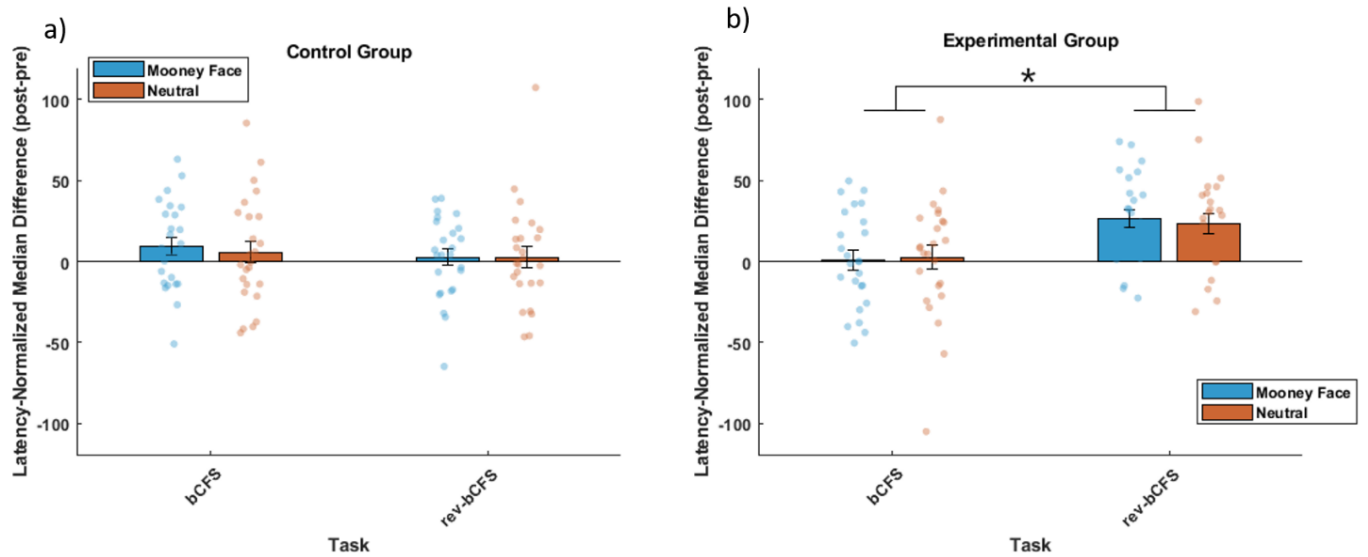 a)
Control Group
Mooney Face
Neutral
Latency-Normalized Median Difference (post-pre)
100
50
0
-50
-100
bCFS
rev-bCFS
Task
b)
Experimental Group
*
Latency-Normalized Median Difference (post-pre)
100
50
0
-50
-100
Mooney Face
Neutral
bCFS
rev-bCFS
Task